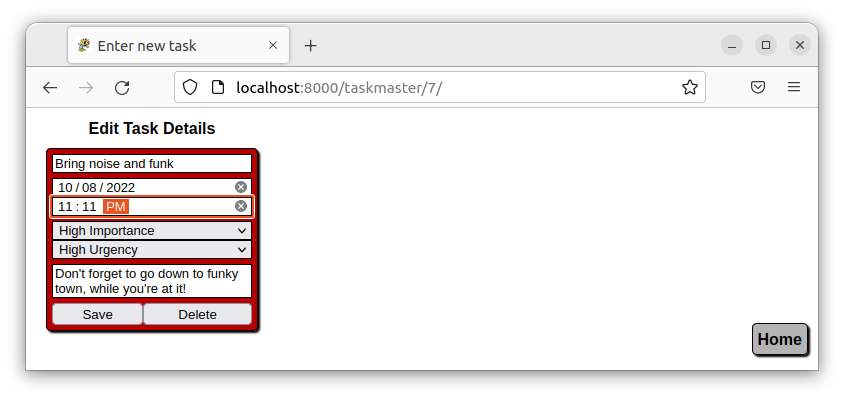 Enter new task
localhost:8000/taskmaster/7/
Edit Task Details
Bring noise and funk
10 / 08 / 2022
11 : 11 PM
High Importance
High Urgency
Don't forget to go down to funky
town, while you're at it!
Save Delete
Home